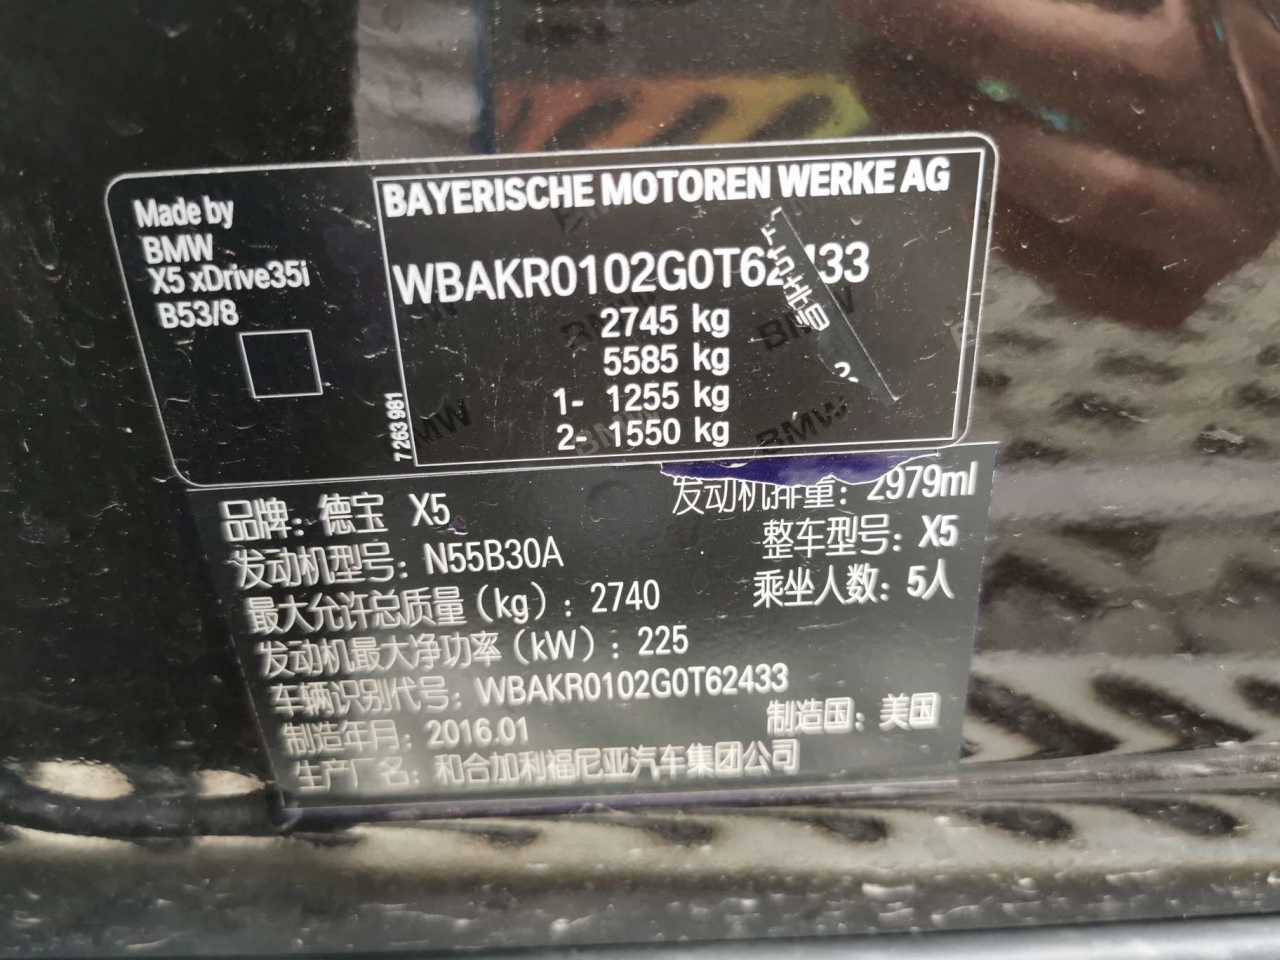 Made by
BMW
X5 xDrive35i
B53/8
7 263 981
BAYERISCHE MOTOREN WERKE AG
WBAKR0102G0T62433
2745 kg
5585 kg
1- 1255 kg
2- 1550 kg
品牌：德宝 X5
发动机排量：2979ml
发动机型号：N55B30A
整车型号：X5
最大允许总质量（kg）：2740
乘坐人数：5人
发动机最大净功率（kW）：225
车辆识别代号：WBAKR0102G0T62433
制造年月：2016.01
制造国：美国
生产厂名：和合加利福尼亚汽车集团公司